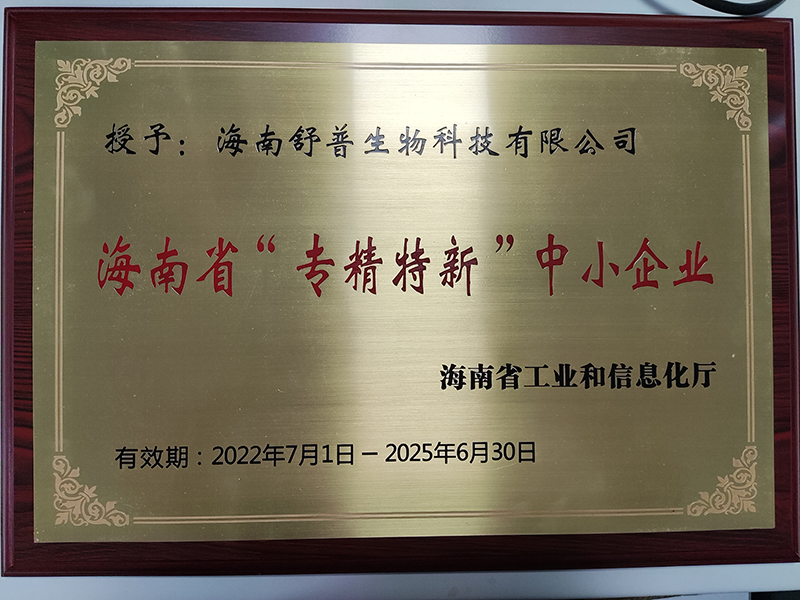 授予：海南舒普生物科技有限公司
海南省“专精特新”中小企业
海南省工业和信息化厅
有效期：2022年7月1日－2025年6月30日